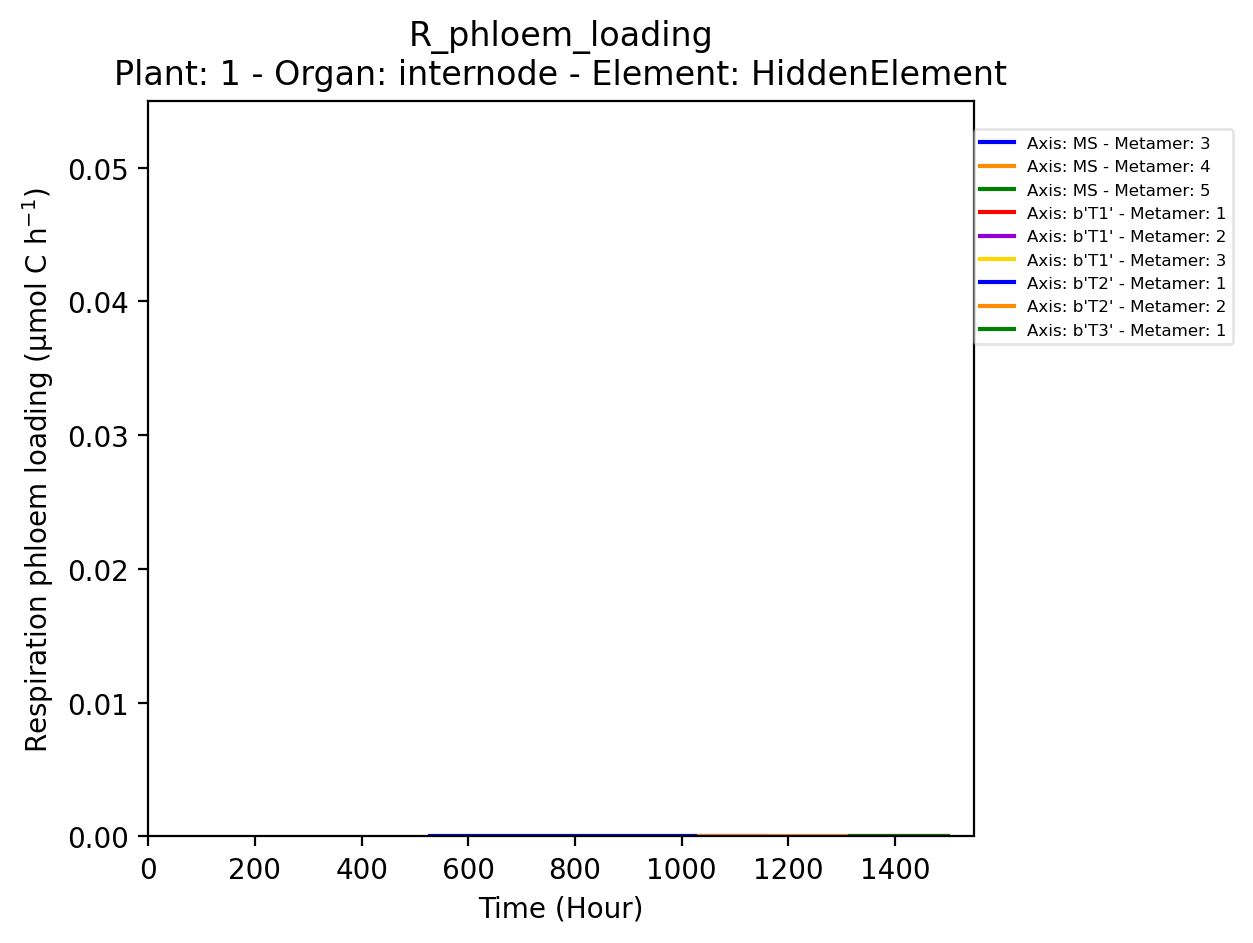 R_phloem_loading
Plant: 1 - Organ: internode - Element: HiddenElement
Respiration phloem loading (µmol C h⁻¹)
0.05
0.04
0.03
0.02
0.01
0.00
0 200 400 600 800 1000 1200 1400
Time (Hour)
Axis: MS - Metamer: 3
Axis: MS - Metamer: 4
Axis: MS - Metamer: 5
Axis: b'T1' - Metamer: 1
Axis: b'T1' - Metamer: 2
Axis: b'T1' - Metamer: 3
Axis: b'T2' - Metamer: 1
Axis: b'T2' - Metamer: 2
Axis: b'T3' - Metamer: 1